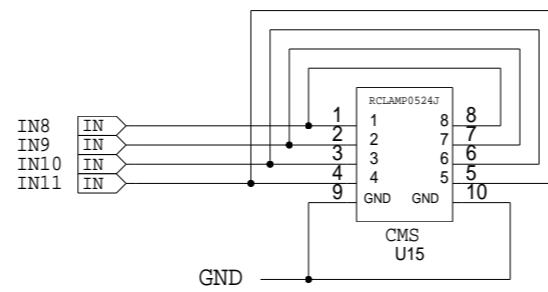 RCLAMP0524J
IN8 IN 1 1 8 8
IN9 IN 2 2 7 7
IN10 IN 3 3 6 6
IN11 IN 4 4 5 5
9 GND GND 10
CMS
U15
GND